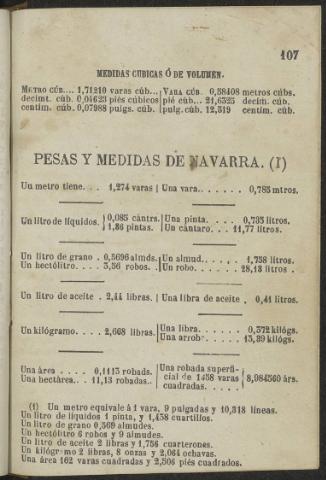 107
MEDIDAS CUBICAS Ó DE VOLUMEN.
METRO CÚB... 1,71210 varas cúb... VARA CÚB. 0,58408 metros cúbs.
decimt. cúb. 0,04623 piés cúbicos pié cúb... 21,6325 decim. cúb.
centim. cúb. 0,07988 pulgs. cúb. pulg. cúb. 12,519 centim. cúb.
PESAS Y MEDIDAS DE NAVARRA. (1)
Un metro tiene. . . 1,274 varas Una vara. . . . . . . 0,785 mtros.
Un litro de líquidos. 0,085 cántrs. Una pinta. . . . . 0,735 litros.
1,36 pintas. Un cántaro. . . 11,77 litros.
Un litro de grano . 0,5696 almds. Un almud. . . . . 1,758 litros.
Un hectólitro. . . . 3,56 robos. . Un robo. . . . . . . 28,13 litros .
Un litro de aceite . 2,44 libras. Una libra de aceite . 0,41 litros.
Un kilógramo. . . . 2,668 libras. Una libra. . . . . . . 0,372 kilógs.
Una arrob. . . . . . 13,39 kilógs.
Una área . . . . . 0,1113 robads.
Una hectárea. . . 11,13 robadas..
Una robada superfi-
cial de 1458 varas
cuadradas. . . . . .
8,984560 árs.
(1) Un metro equivale á 1 vara, 9 pulgadas y 10,318 líneas.
Un litro de líquidos 1 pinta, y 1,438 cuartillos.
Un litro de grano 0,569 almudes.
Un hectólitro 6 robos y 9 almudes.
Un litro de aceite 2 libras y 1,756 cuarterones.
Un kilógramo 2 libras, 8 onzas y 2,064 ochavas.
Una área 162 varas cuadradas y 2,506 piés cuadrados.